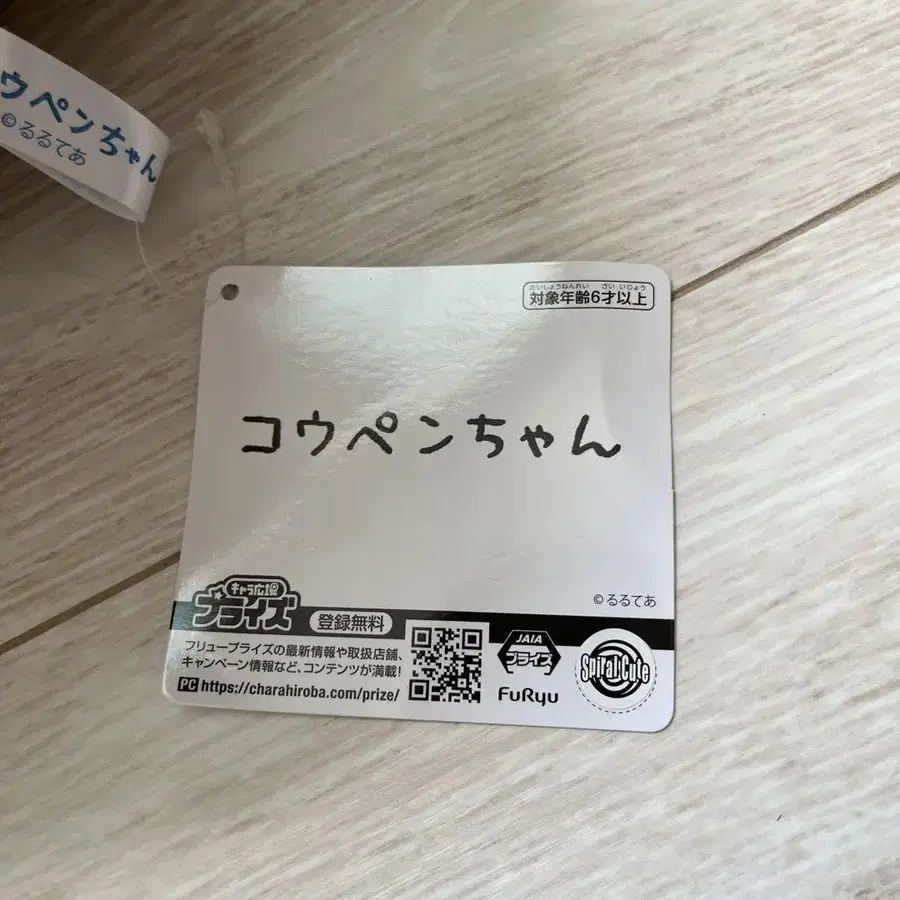 ウペンちゃん
©るるてあ
たいしょうねんれい さい いじょう
対象年齢6才以上
コウペンちゃん
©るるてあ
キャラ広場
プライズ
登録無料
フリュープライズの最新情報や取扱店舗、
キャンペーン情報など、コンテンツが満載!
PC https://charahiroba.com/prize/
JAIA
プライズ
FuRyu
SpiralCute